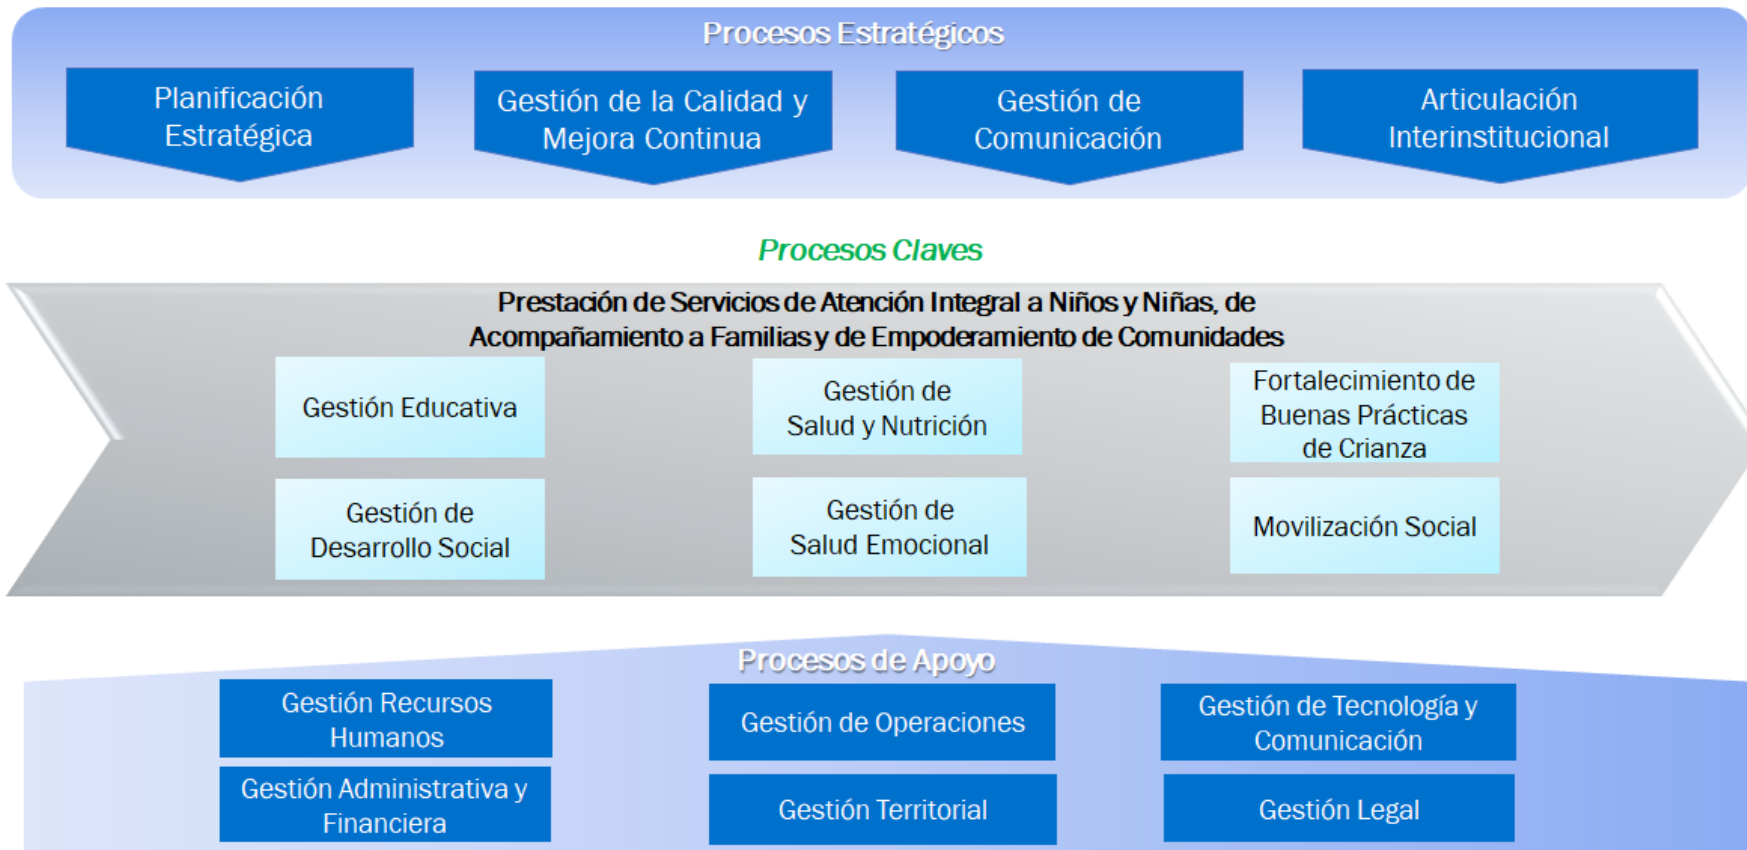 Procesos Estratégicos
Planificación
Estratégica
Gestión de la Calidad y
Mejora Continua
Gestión de
Comunicación
Articulación
Interinstitucional
Procesos Claves
Prestación de Servicios de Atención Integral a Niños y Niñas, de
Acompañamiento a Familias y de Empoderamiento de Comunidades
Gestión Educativa
Gestión de
Salud y Nutrición
Fortalecimiento de
Buenas Prácticas
de Crianza
Gestión de
Desarrollo Social
Gestión de
Salud Emocional
Movilización Social
Procesos de Apoyo
Gestión Recursos
Humanos
Gestión de Operaciones
Gestión de Tecnología y
Comunicación
Gestión Administrativa y
Financiera
Gestión Territorial
Gestión Legal